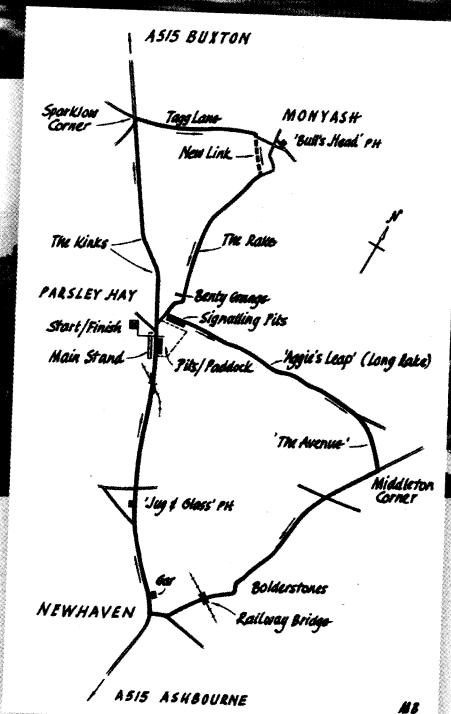 A515 BUXTON
Sparklow
Corner
Tagg Lane
MONYASH
'Bull's Head' PH
New Link
N
The Kinks
The Rake
PARSLEY HAY
Benty Grange
Start/Finish
Signalling Pits
Main Stand
Pits/Paddock
'Aggie's Leap' (Long Rake)
'The Avenue'
Middleton
Corner
'Jug & Glass' PH
Gar
Bolderstones
NEWHAVEN
Railway Bridge
A515 ASHBOURNE
MB